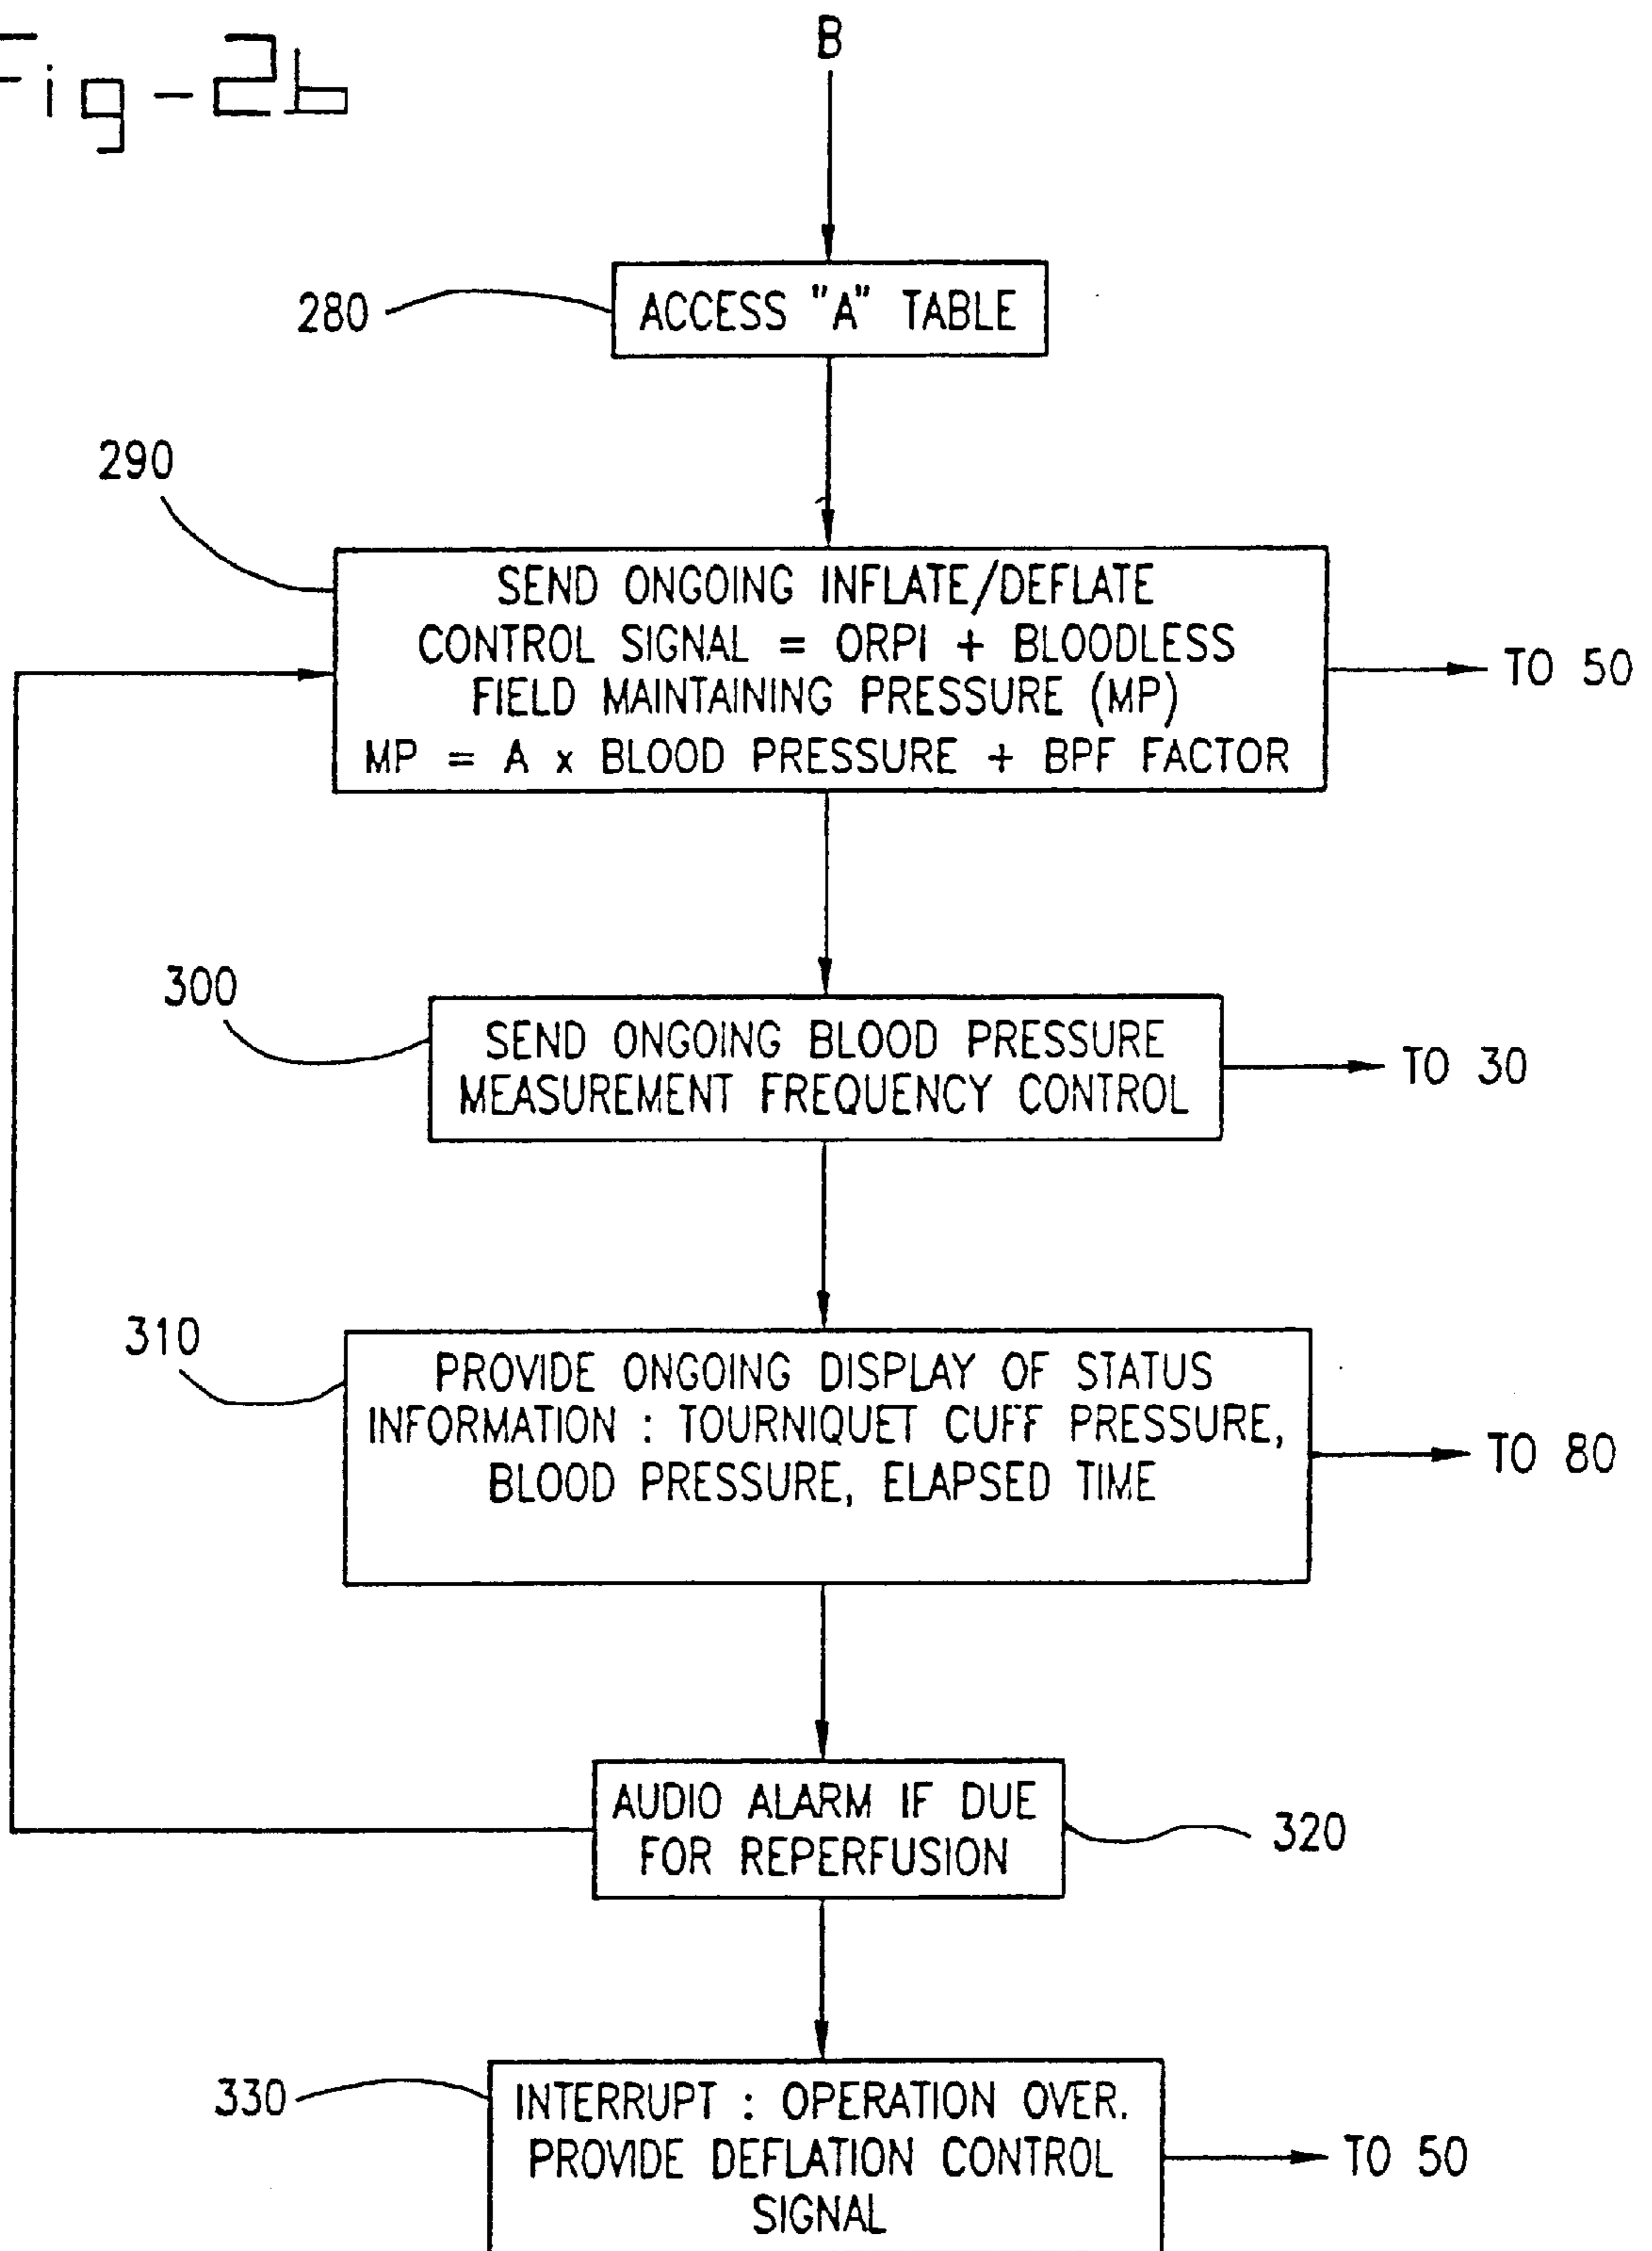 Fig-2b
B
280
ACCESS "A" TABLE
290
SEND ONGOING INFLATE/DEFLATE
CONTROL SIGNAL = ORPI + BLOODLESS
FIELD MAINTAINING PRESSURE (MP)
MP = A x BLOOD PRESSURE + BPF FACTOR
TO 50
300
SEND ONGOING BLOOD PRESSURE
MEASUREMENT FREQUENCY CONTROL
TO 30
310
PROVIDE ONGOING DISPLAY OF STATUS
INFORMATION : TOURNIQUET CUFF PRESSURE,
BLOOD PRESSURE, ELAPSED TIME
TO 80
AUDIO ALARM IF DUE
FOR REPERFUSION
320
330
INTERRUPT : OPERATION OVER.
PROVIDE DEFLATION CONTROL
SIGNAL
TO 50